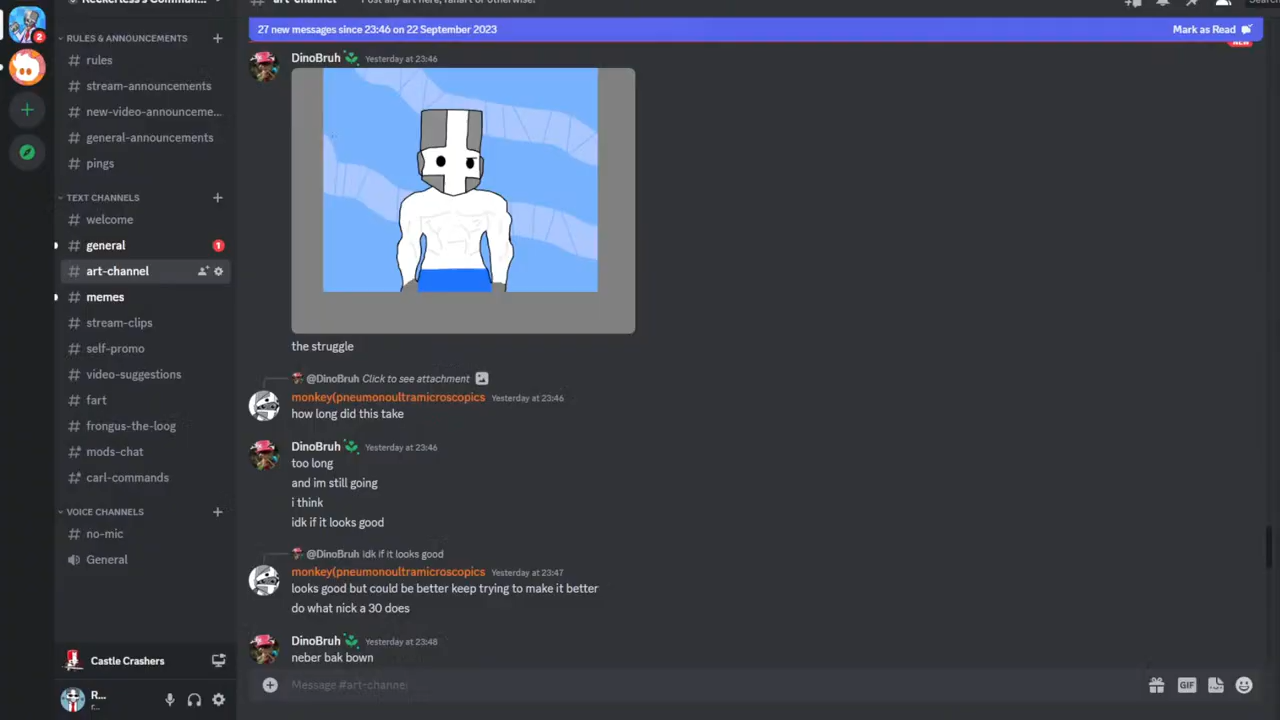 art-channel
Post any art here, fanart or otherwise.
2
27 new messages since 23:46 on 22 September 2023
Mark as Read
NEW
RULES & ANNOUNCEMENTS
rules
stream-announcements
new-video-announceme...
general-announcements
pings
TEXT CHANNELS
welcome
general
1
art-channel
memes
stream-clips
self-promo
video-suggestions
fart
frongus-the-loog
mods-chat
carl-commands
VOICE CHANNELS
no-mic
General
Castle Crashers
R...
r...
DinoBruh Yesterday at 23:46
the struggle
@DinoBruh Click to see attachment
monkey(pneumonoultramicroscopics Yesterday at 23:46
how long did this take
DinoBruh Yesterday at 23:46
too long
and im still going
i think
idk if it looks good
@DinoBruh idk if it looks good
monkey(pneumonoultramicroscopics Yesterday at 23:47
looks good but could be better keep trying to make it better
do what nick a 30 does
DinoBruh Yesterday at 23:48
neber bak bown
Message #art-channel
GIF